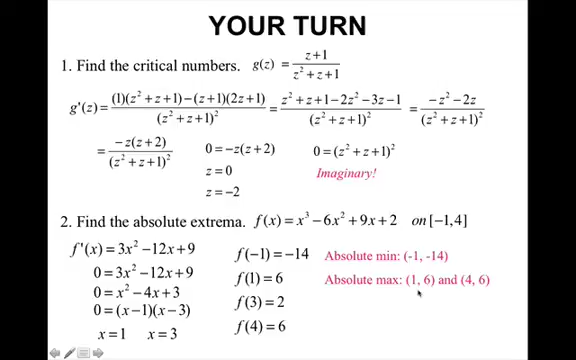 YOUR TURN
1. Find the critical numbers. g(z) = (z+1)/(z²+z+1)
g'(z) = ((1)(z²+z+1)−(z+1)(2z+1))/(z²+z+1)² = (z²+z+1−2z²−3z−1)/(z²+z+1)² = (−z²−2z)/(z²+z+1)²
= (−z(z+2))/(z²+z+1)² 0=−z(z+2) 0=(z²+z+1)²
z=0 Imaginary!
z=−2
2. Find the absolute extrema. f(x)=x³−6x²+9x+2 on [−1,4]
f'(x)=3x²−12x+9 f(−1)=−14 Absolute min: (-1, -14)
0=3x²−12x+9 f(1)=6 Absolute max: (1, 6) and (4, 6)
0=x²−4x+3 f(3)=2
0=(x−1)(x−3) f(4)=6
x=1 x=3